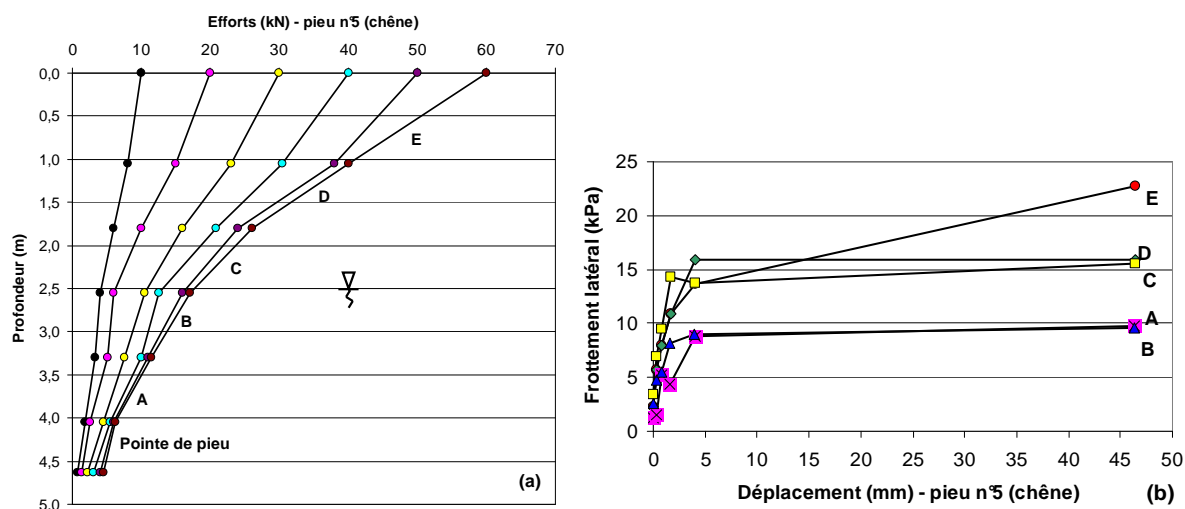 Efforts (kN) - pieu n°5 (chêne)
0 10 20 30 40 50 60 70
Profondeur (m)
0,0
0,5
1,0
1,5
2,0
2,5
3,0
3,5
4,0
4,5
5,0
E
D
C
B
A
Pointe de pieu
(a)
Frottement latéral (kPa)
25
20
15
10
5
0
E
D
C
A
B
0 5 10 15 20 25 30 35 40 45 50
Déplacement (mm) - pieu n°5 (chêne)
(b)